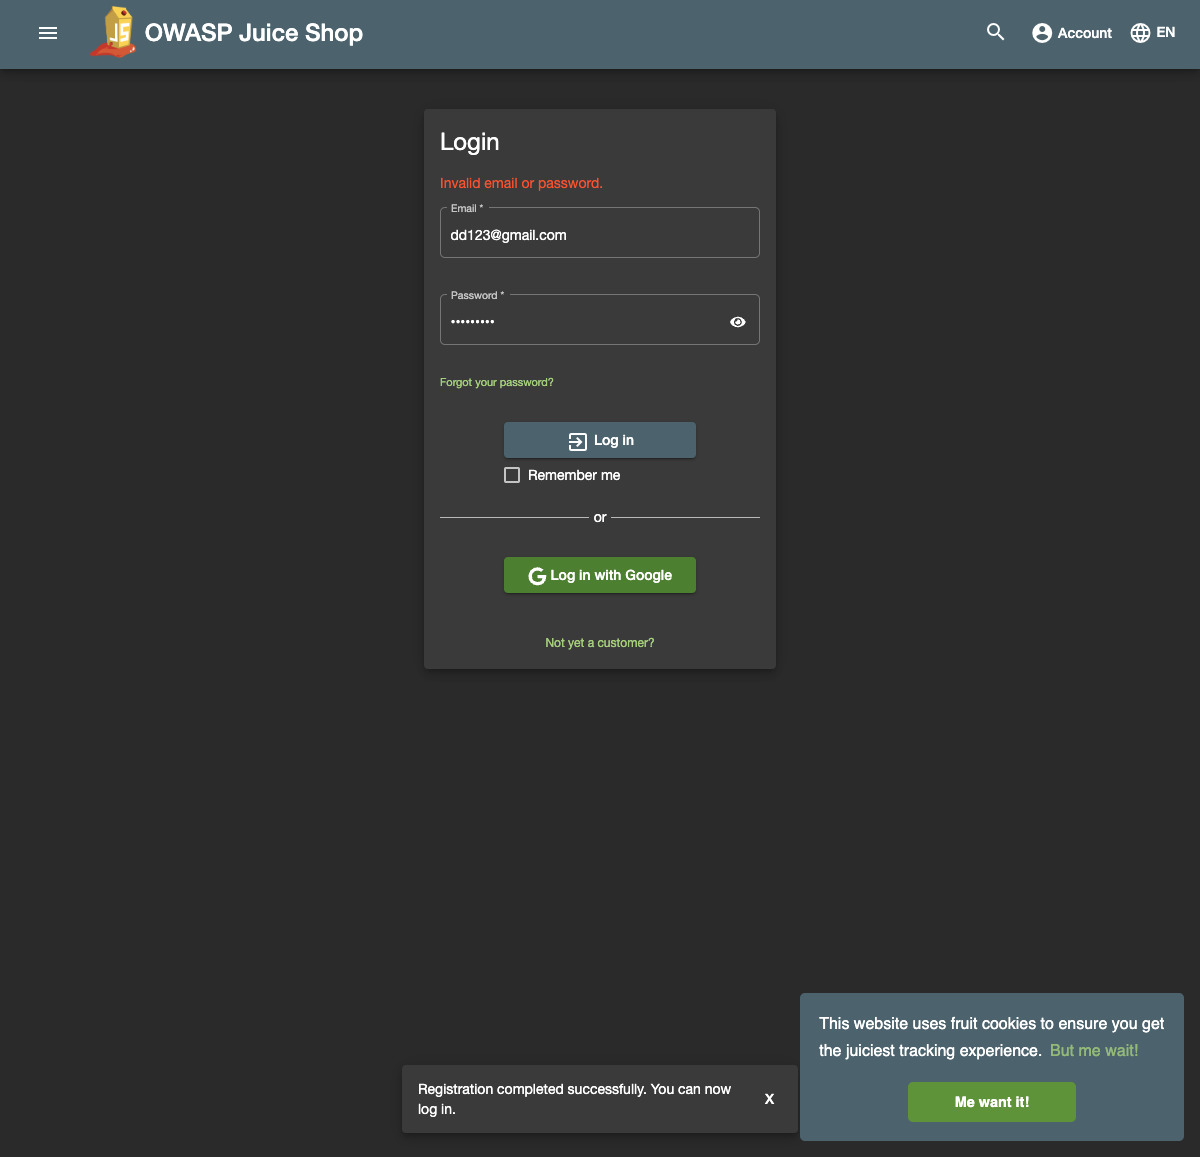 OWASP Juice Shop
Account
EN
Login
Invalid email or password.
Email *
dd123@gmail.com
Password *
•••••••••
Forgot your password?
Log in
Remember me
or
Log in with Google
Not yet a customer?
This website uses fruit cookies to ensure you get
the juiciest tracking experience. But me wait!
Me want it!
Registration completed successfully. You can now
log in.
X